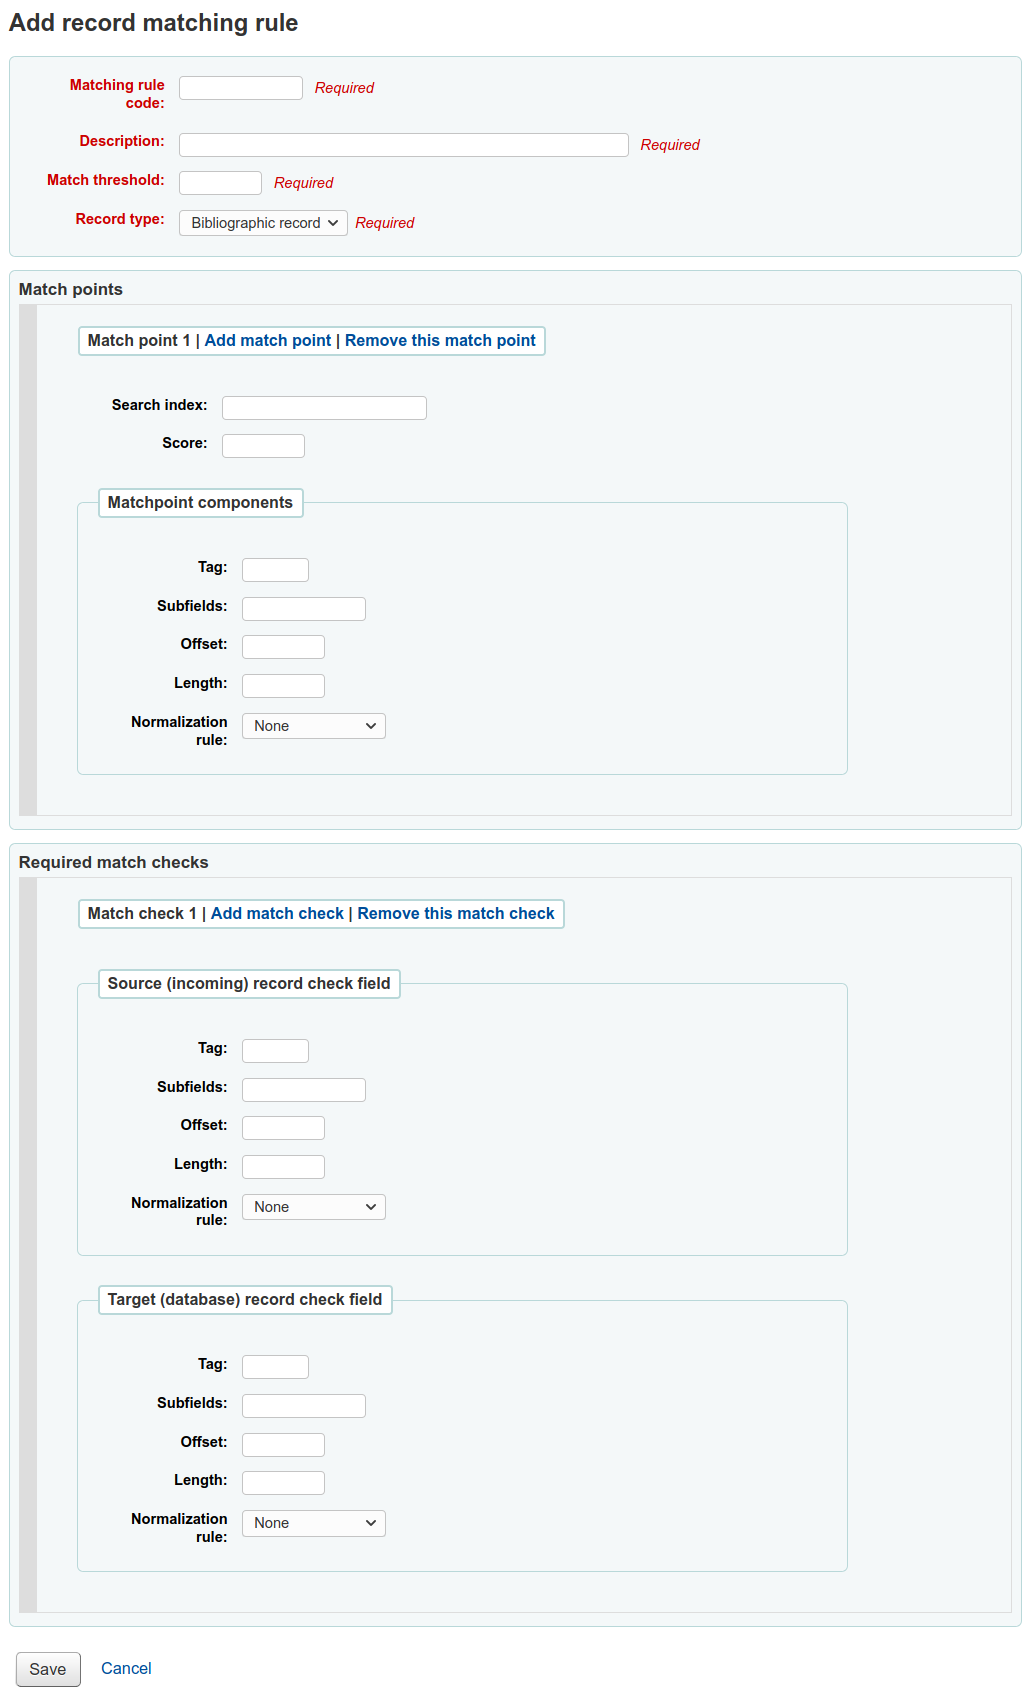 Add record matching rule
Matching rule code: Required
Description: Required
Match threshold: Required
Record type: Bibliographic record Required
Match points
Match point 1 | Add match point | Remove this match point
Search index:
Score:
Matchpoint components
Tag:
Subfields:
Offset:
Length:
Normalization rule: None
Required match checks
Match check 1 | Add match check | Remove this match check
Source (incoming) record check field
Tag:
Subfields:
Offset:
Length:
Normalization rule: None
Target (database) record check field
Tag:
Subfields:
Offset:
Length:
Normalization rule: None
Save Cancel